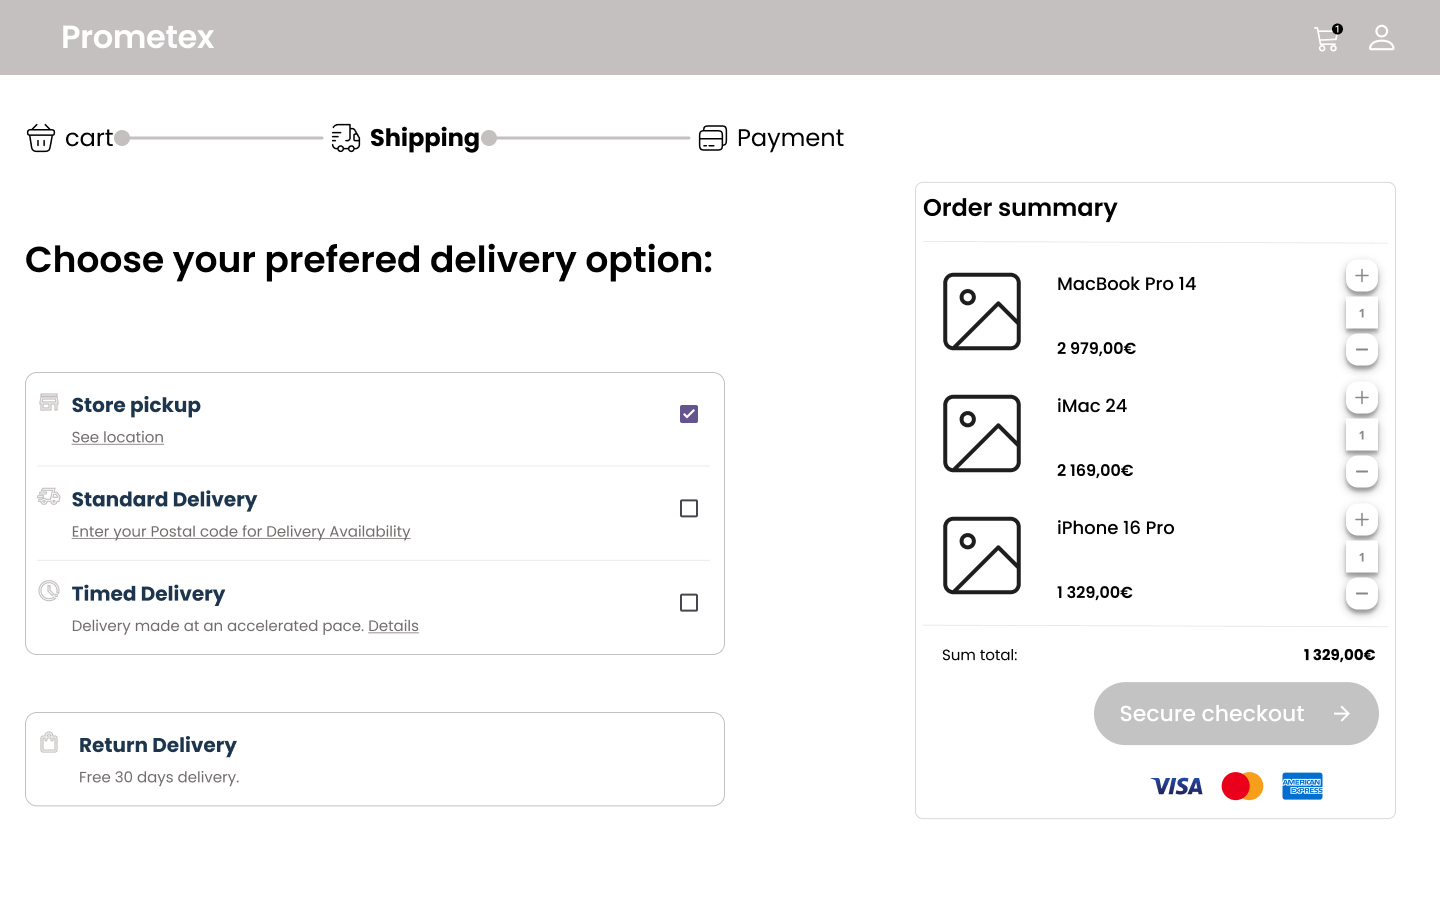 Prometex
1
cart
Shipping
Payment
Choose your prefered delivery option:
Store pickup
See location
Standard Delivery
Enter your Postal code for Delivery Availability
Timed Delivery
Delivery made at an accelerated pace. Details
Return Delivery
Free 30 days delivery.
Order summary
MacBook Pro 14
1
2 979,00€
iMac 24
1
2 169,00€
iPhone 16 Pro
1
1 329,00€
Sum total: 1 329,00€
Secure checkout
VISA
AMERICAN
EXPRESS